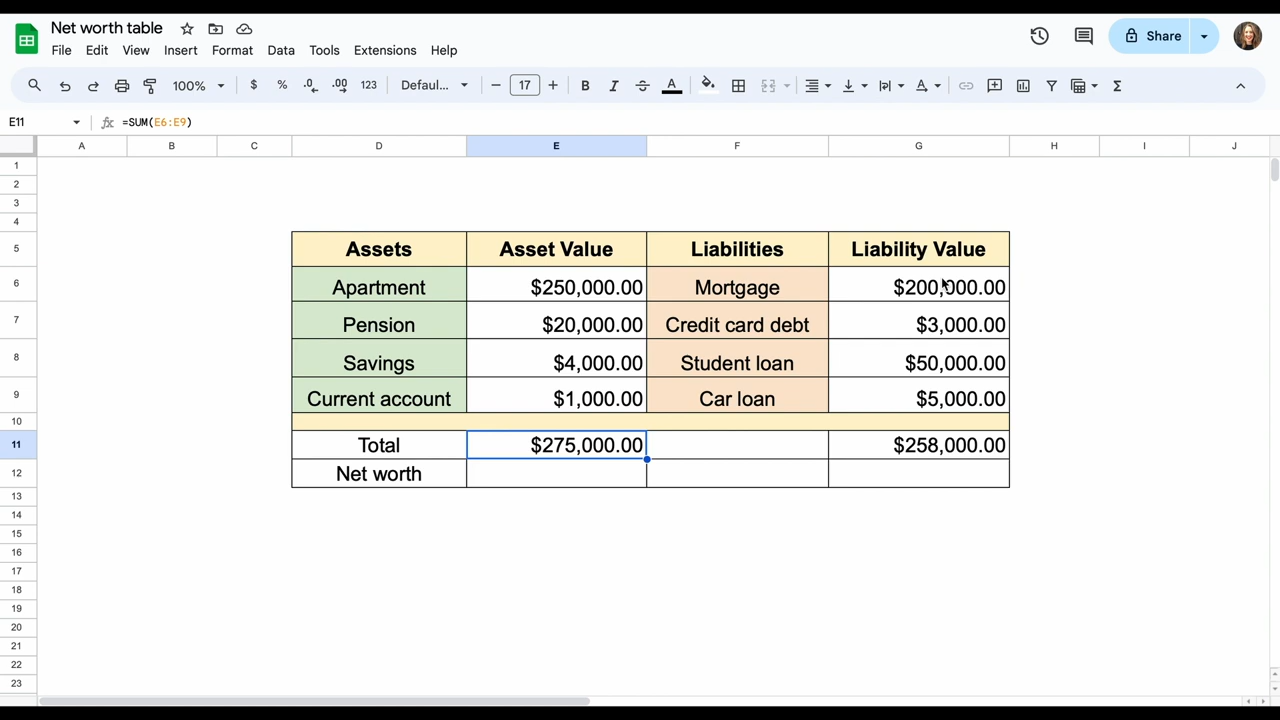 Net worth table
File Edit View Insert Format Data Tools Extensions Help
Share
100% $ % .0 .00 123 Defaul... − 17 + B I A Σ
E11 fx =SUM(E6:E9)
A B C D E F G H I J
1
2
3
4
5 Assets Asset Value Liabilities Liability Value
6 Apartment $250,000.00 Mortgage $200,000.00
7 Pension $20,000.00 Credit card debt $3,000.00
8 Savings $4,000.00 Student loan $50,000.00
9 Current account $1,000.00 Car loan $5,000.00
10
11 Total $275,000.00 $258,000.00
12 Net worth
13
14
15
16
17
18
19
20
21
22
23